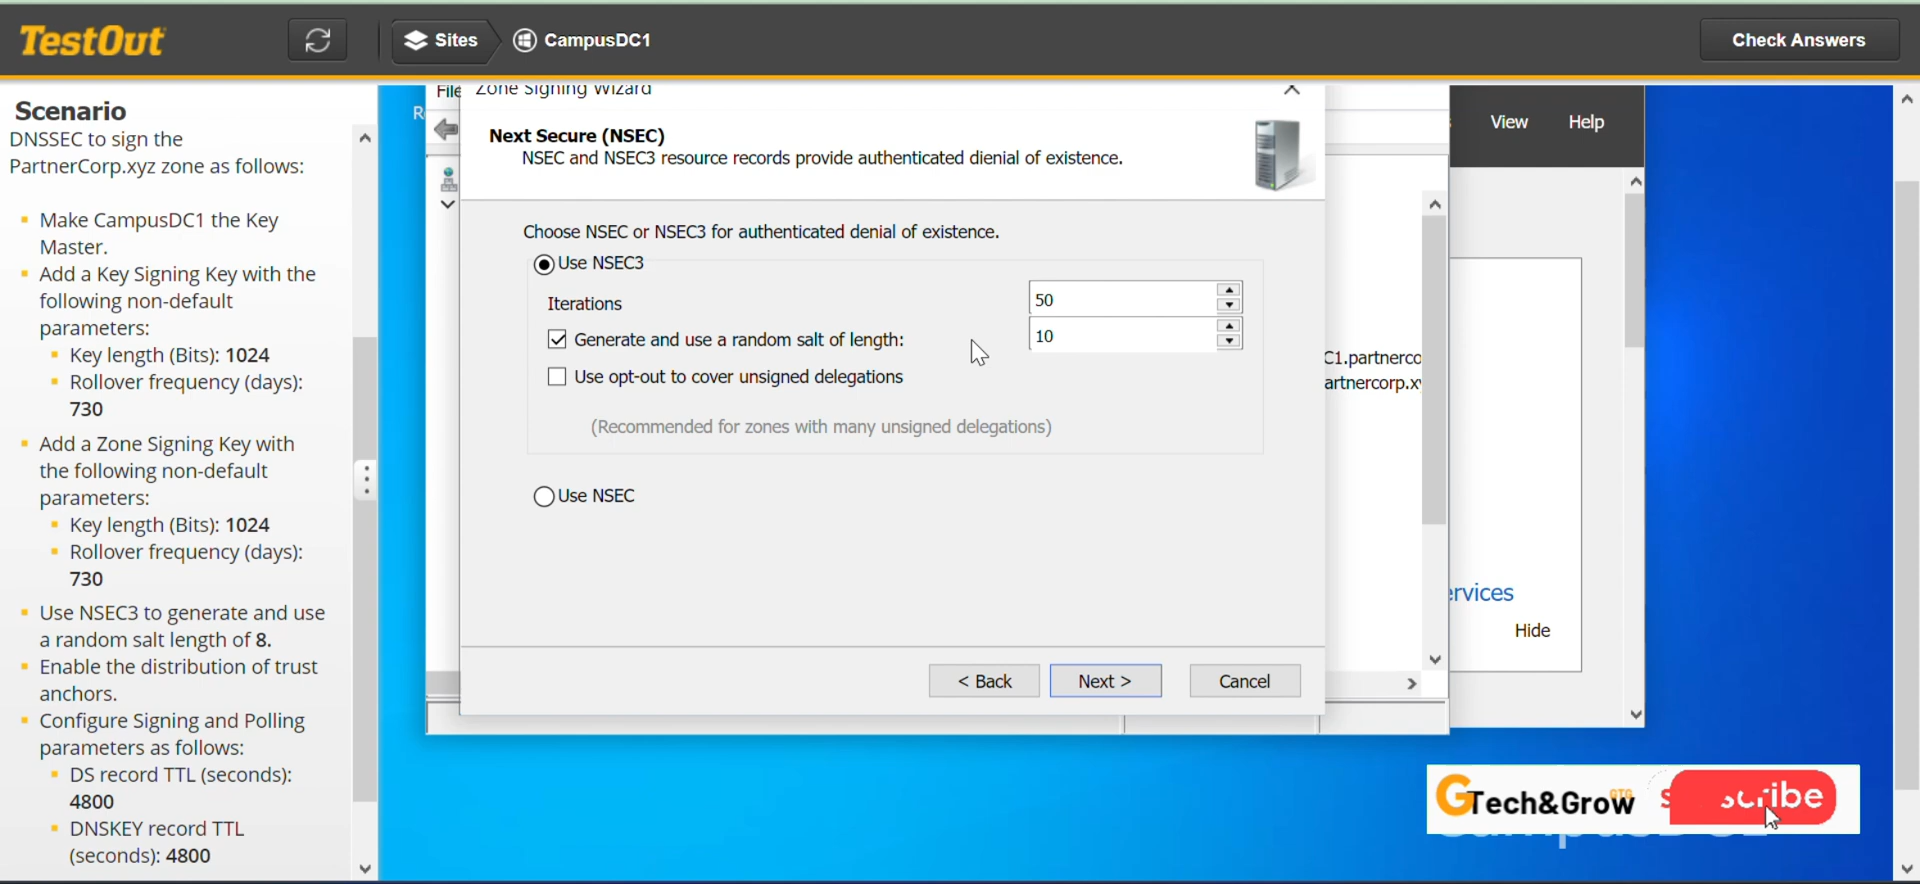 TestOut
Sites
CampusDC1
Check Answers
Scenario
DNSSEC to sign the
PartnerCorp.xyz zone as follows:
Make CampusDC1 the Key
Master.
Add a Key Signing Key with the
following non-default
parameters:
Key length (Bits): 1024
Rollover frequency (days):
730
Add a Zone Signing Key with
the following non-default
parameters:
Key length (Bits): 1024
Rollover frequency (days):
730
Use NSEC3 to generate and use
a random salt length of 8.
Enable the distribution of trust
anchors.
Configure Signing and Polling
parameters as follows:
DS record TTL (seconds):
4800
DNSKEY record TTL
(seconds): 4800
File
Zone Signing Wizard
Next Secure (NSEC)
NSEC and NSEC3 resource records provide authenticated dienial of existence.
Choose NSEC or NSEC3 for authenticated denial of existence.
Use NSEC3
Iterations
50
Generate and use a random salt of length:
10
Use opt-out to cover unsigned delegations
(Recommended for zones with many unsigned delegations)
Use NSEC
< Back
Next >
Cancel
C1.partnerco
artnercorp.x
View
Help
ervices
Hide
GTech&Grow
GTG